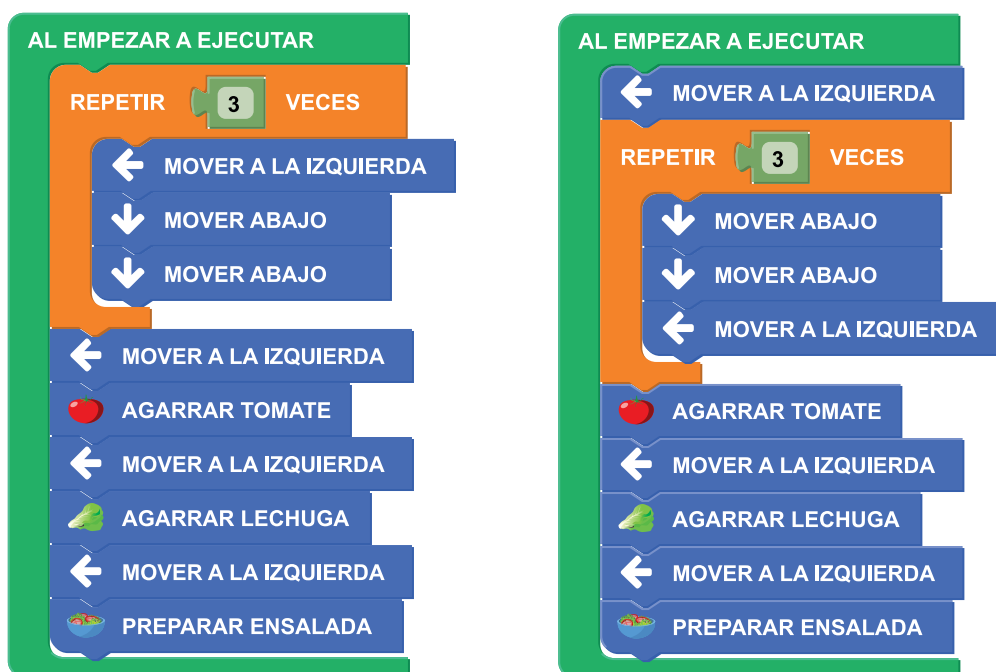 AL EMPEZAR A EJECUTAR
REPETIR 3 VECES
MOVER A LA IZQUIERDA
MOVER ABAJO
MOVER ABAJO
MOVER A LA IZQUIERDA
AGARRAR TOMATE
MOVER A LA IZQUIERDA
AGARRAR LECHUGA
MOVER A LA IZQUIERDA
PREPARAR ENSALADA
AL EMPEZAR A EJECUTAR
MOVER A LA IZQUIERDA
REPETIR 3 VECES
MOVER ABAJO
MOVER ABAJO
MOVER A LA IZQUIERDA
AGARRAR TOMATE
MOVER A LA IZQUIERDA
AGARRAR LECHUGA
MOVER A LA IZQUIERDA
PREPARAR ENSALADA